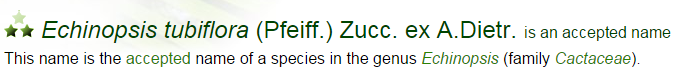 Echinopsis tubiflora (Pfeiff.) Zucc. ex A.Dietr. is an accepted name
This name is the accepted name of a species in the genus Echinopsis (family Cactaceae).